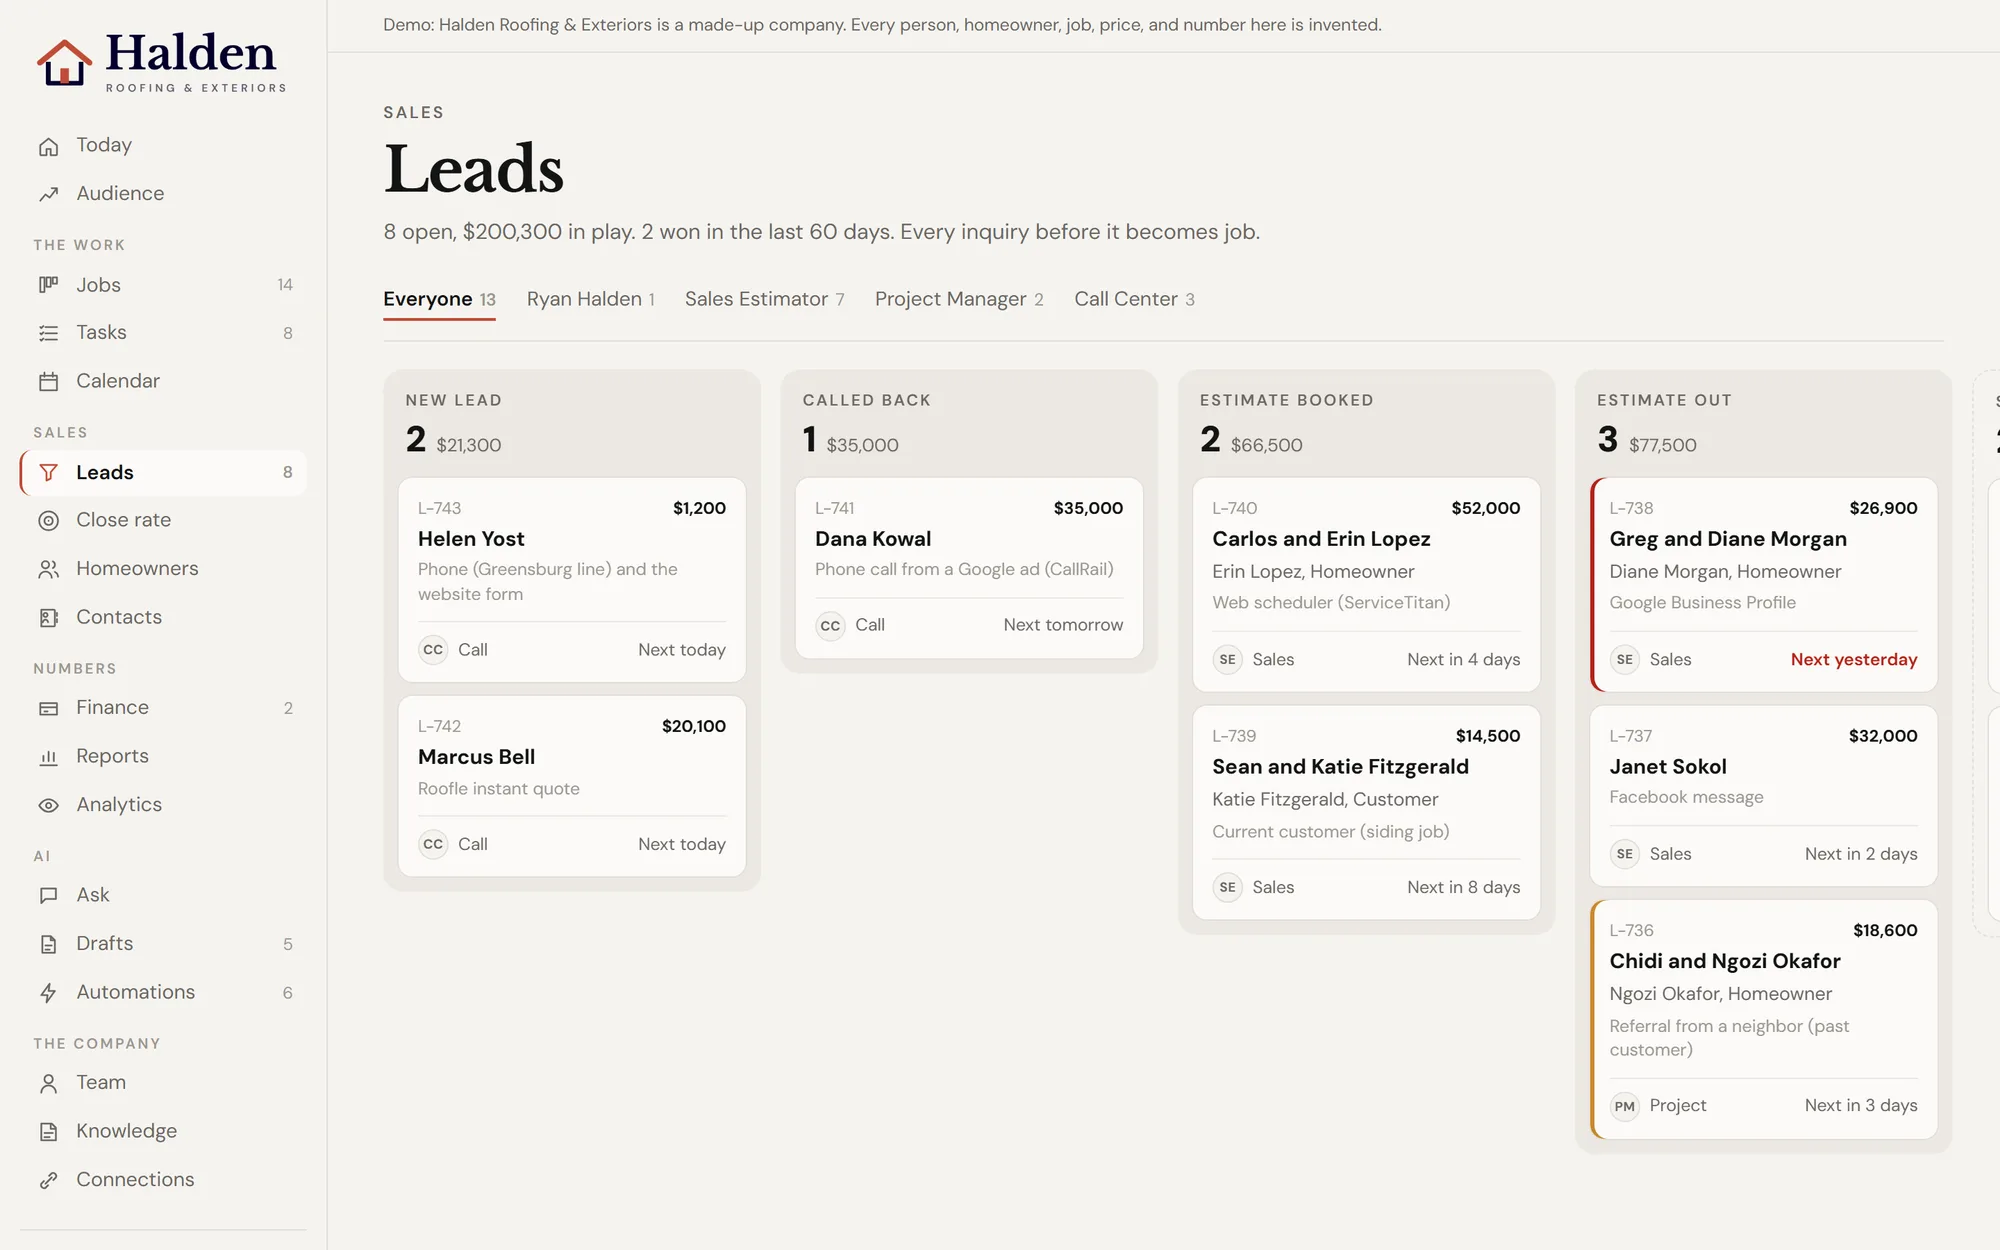 Halden
ROOFING & EXTERIORS
Today
Audience
THE WORK
Jobs 14
Tasks 8
Calendar
SALES
Leads 8
Close rate
Homeowners
Contacts
NUMBERS
Finance 2
Reports
Analytics
AI
Ask
Drafts 5
Automations 6
THE COMPANY
Team
Knowledge
Connections
Demo: Halden Roofing & Exteriors is a made-up company. Every person, homeowner, job, price, and number here is invented.
SALES
Leads
8 open, $200,300 in play. 2 won in the last 60 days. Every inquiry before it becomes job.
Everyone 13 Ryan Halden 1 Sales Estimator 7 Project Manager 2 Call Center 3
NEW LEAD
2 $21,300
L-743 $1,200
Helen Yost
Phone (Greensburg line) and the
website form
CC Call Next today
L-742 $20,100
Marcus Bell
Roofle instant quote
CC Call Next today
CALLED BACK
1 $35,000
L-741 $35,000
Dana Kowal
Phone call from a Google ad (CallRail)
CC Call Next tomorrow
ESTIMATE BOOKED
2 $66,500
L-740 $52,000
Carlos and Erin Lopez
Erin Lopez, Homeowner
Web scheduler (ServiceTitan)
SE Sales Next in 4 days
L-739 $14,500
Sean and Katie Fitzgerald
Katie Fitzgerald, Customer
Current customer (siding job)
SE Sales Next in 8 days
ESTIMATE OUT
3 $77,500
L-738 $26,900
Greg and Diane Morgan
Diane Morgan, Homeowner
Google Business Profile
SE Sales Next yesterday
L-737 $32,000
Janet Sokol
Facebook message
SE Sales Next in 2 days
L-736 $18,600
Chidi and Ngozi Okafor
Ngozi Okafor, Homeowner
Referral from a neighbor (past
customer)
PM Project Next in 3 days